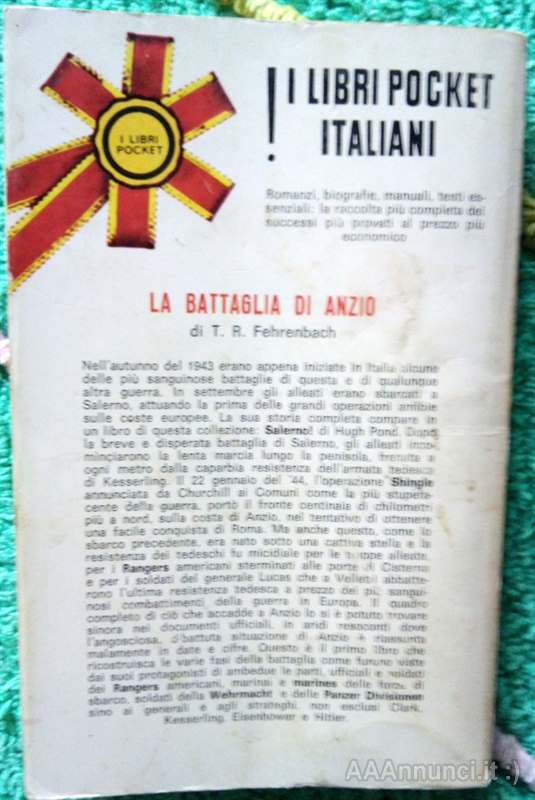 I LIBRI
POCKET
! I LIBRI POCKET
ITALIANI
Romanzi, biografie, manuali, testi es-
senziali: la raccolta più completa dei
successi più provati al prezzo più
economico
LA BATTAGLIA DI ANZIO
di T. R. Fehrenbach
Nell'autunno del 1943 erano appena iniziate in Italia alcune
delle più sanguinose battaglie di questa e di qualunque
altra guerra. In settembre gli alleati erano sbarcati a
Salerno, attuando la prima delle grandi operazioni anfibie
sulle coste europee. La sua storia completa compare in
un libro di questa collezione: Salerno! di Hugh Pond. Dopo
la breve e disperata battaglia di Salerno, gli alleati inco-
minciarono la lenta marcia lungo la penisola, frenata a
ogni metro dalla caparbia resistenza dell'armata tedesca
di Kesserling. Il 22 gennaio del '44, l'operazione Shingle
annunciata da Churchill ai Comuni come la più stupefa-
cente della guerra, portò il fronte centinaia di chilometri
più a nord, sulla costa di Anzio, nel tentativo di ottenere
una facile conquista di Roma. Ma anche questo, come lo
sbarco precedente, era nato sotto una cattiva stella e la
resistenza dei tedeschi fu micidiale per le truppe alleate,
per i Rangers americani sterminati alle porte di Cisterna
e per i soldati del generale Lucas che a Velletri abbatte-
rono l'ultima resistenza tedesca a prezzo dei più sangui-
nosi combattimenti della guerra in Europa. Il quadro
completo di ciò che accadde a Anzio lo si è potuto trovare
sinora nei documenti ufficiali, in aridi resoconti dove
l'angosciosa, dibattuta situazione di Anzio è riassunta
malamente in date e cifre. Questo è il primo libro che
ricostruisca le varie fasi della battaglia come furono viste
dai suoi protagonisti di ambedue le parti, ufficiali e soldati
dei Rangers americani, marinai e marines delle forze di
sbarco, soldati della Wehrmacht e delle Panzer Divisionen
sino ai generali e agli strateghi, non esclusi Clark,
Kesserling, Eisenhower e Hitler.
AAAnnunci.it :)